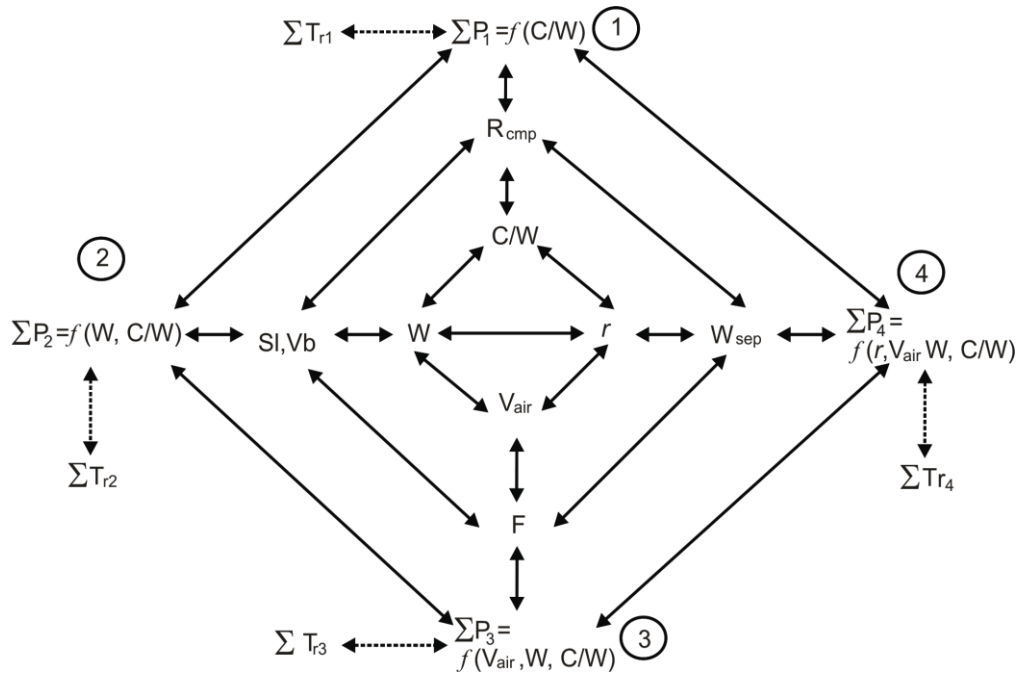 ∑Tr1 ∑P1=f(C/W) 1
Rcmp
C/W
2 4
∑P2=f(W, C/W) Sl,Vb W r Wsep ∑P4=
f(r,Vair W, C/W)
Vair
∑Tr2 ∑Tr4
F
∑ Tr3 ∑P3= 3
f(Vair ,W, C/W)